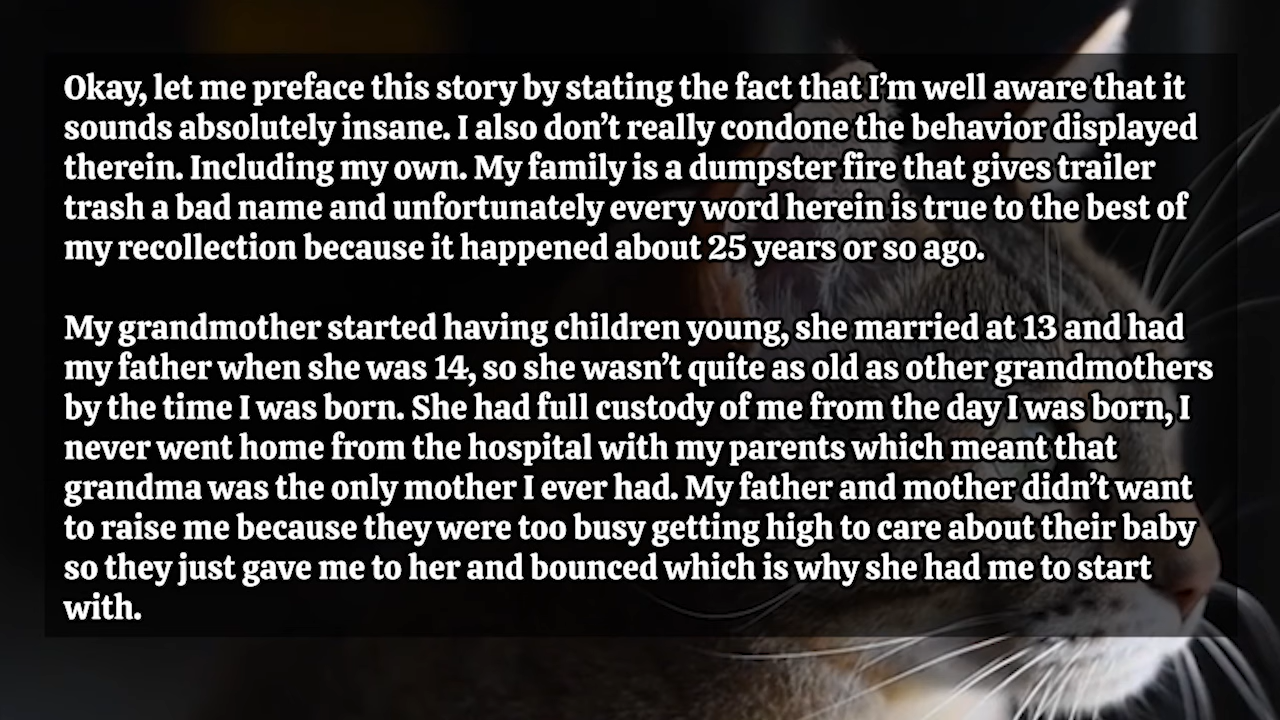 Okay, let me preface this story by stating the fact that I’m well aware that it
sounds absolutely insane. I also don’t really condone the behavior displayed
therein. Including my own. My family is a dumpster fire that gives trailer
trash a bad name and unfortunately every word herein is true to the best of
my recollection because it happened about 25 years or so ago.
My grandmother started having children young, she married at 13 and had
my father when she was 14, so she wasn’t quite as old as other grandmothers
by the time I was born. She had full custody of me from the day I was born, I
never went home from the hospital with my parents which meant that
grandma was the only mother I ever had. My father and mother didn’t want
to raise me because they were too busy getting high to care about their baby
so they just gave me to her and bounced which is why she had me to start
with.